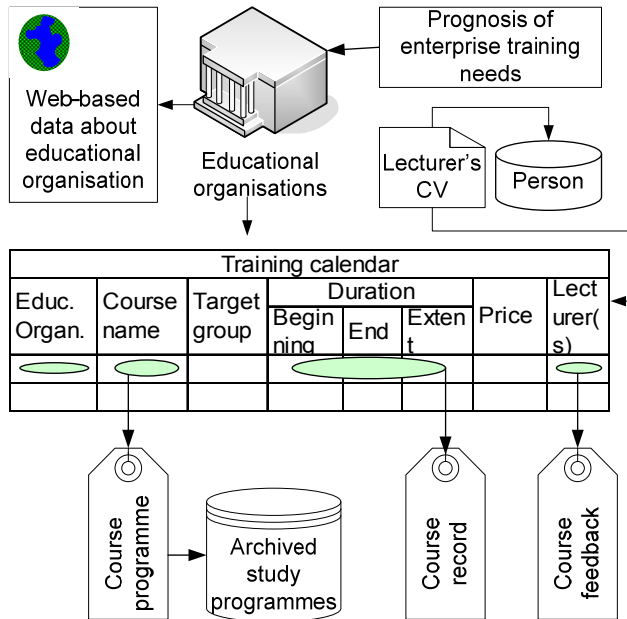 Web-based
data about
educational
organisation
Educational
organisations
Prognosis of
enterprise training
needs
Lecturer's
CV
Person
Training calendar
Educ.
Organ.
Course
name
Target
group
Duration
Begin
ning
End
Exten
t
Price
Lect
urer(
s)
Course
programme
Archived
study
programmes
Course
record
Course
feedback